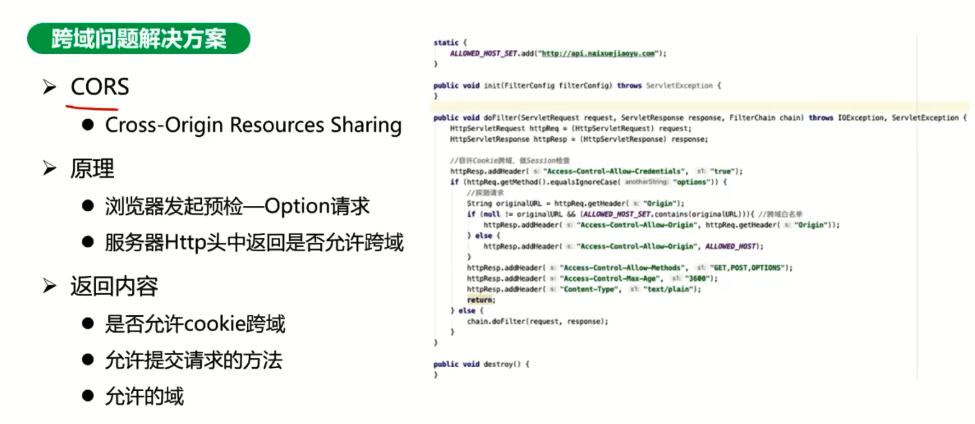 跨域问题解决方案
➢ CORS
● Cross-Origin Resources Sharing
➢ 原理
● 浏览器发起预检—Option请求
● 服务器Http头中返回是否允许跨域
➢ 返回内容
● 是否允许cookie跨域
● 允许提交请求的方法
● 允许的域
static {
ALLOWED_HOST_SET.add("http://api.naixuejiaoyu.com");
}
public void init(FilterConfig filterConfig) throws ServletException {
}
public void doFilter(ServletRequest request, ServletResponse response, FilterChain chain) throws IOException, ServletException {
HttpServletRequest httpReq = (HttpServletRequest) request;
HttpServletResponse httpResp = (HttpServletResponse) response;
//容许Cookie跨域，做Session检查
httpResp.addHeader( s: "Access-Control-Allow-Credentials", s1: "true");
if (httpReq.getMethod().equalsIgnoreCase( anotherString: "options")) {
//探测请求
String originalURL = httpReq.getHeader( s: "Origin");
if (null != originalURL && (ALLOWED_HOST_SET.contains(originalURL))){ //跨域白名单
httpResp.addHeader( s: "Access-Control-Allow-Origin", httpReq.getHeader( s: "Origin"));
} else {
httpResp.addHeader( s: "Access-Control-Allow-Origin", ALLOWED_HOST);
}
httpResp.addHeader( s: "Access-Control-Allow-Methods", s1: "GET,POST,OPTIONS");
httpResp.addHeader( s: "Access-Control-Max-Age", s1: "3600");
httpResp.addHeader( s: "Content-Type", s1: "text/plain");
return;
} else {
chain.doFilter(request, response);
}
}
public void destroy() {
}